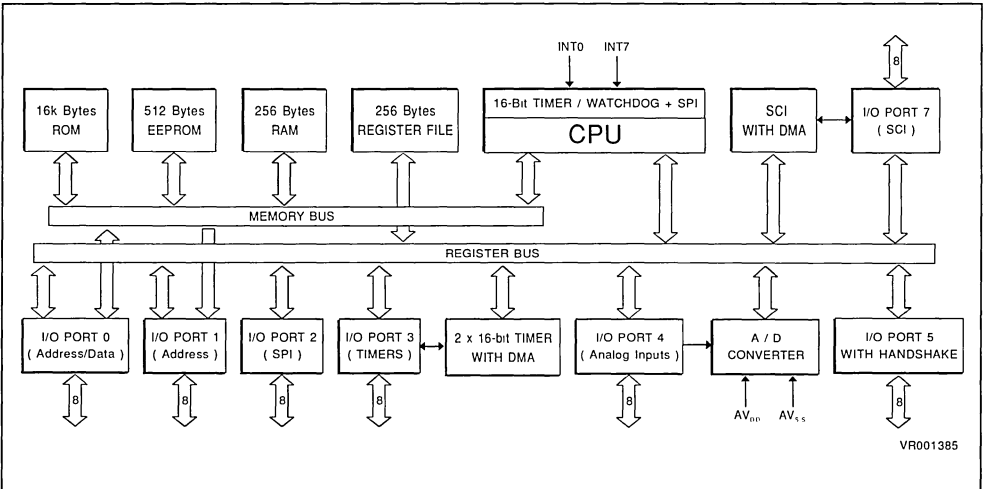 INT0 INT7
8
16k Bytes
ROM
512 Bytes
EEPROM
256 Bytes
RAM
256 Bytes
REGISTER FILE
16-Bit TIMER / WATCHDOG + SPI
CPU
SCI
WITH DMA
I/O PORT 7
( SCI )
MEMORY BUS
REGISTER BUS
I/O PORT 0
( Address/Data )
I/O PORT 1
( Address )
I/O PORT 2
( SPI )
I/O PORT 3
( TIMERS )
2 x 16-bit TIMER
WITH DMA
I/O PORT 4
( Analog Inputs )
A / D
CONVERTER
I/O PORT 5
WITH HANDSHAKE
8 8 8 8 8 8
AVDD AVSS
VR001385